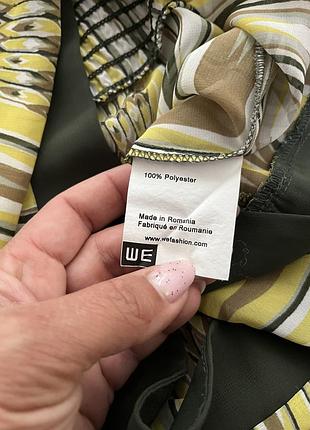 100% Polyester
Made in Romania
Fabriqué en Roumanie
www.wefashion.com
WE